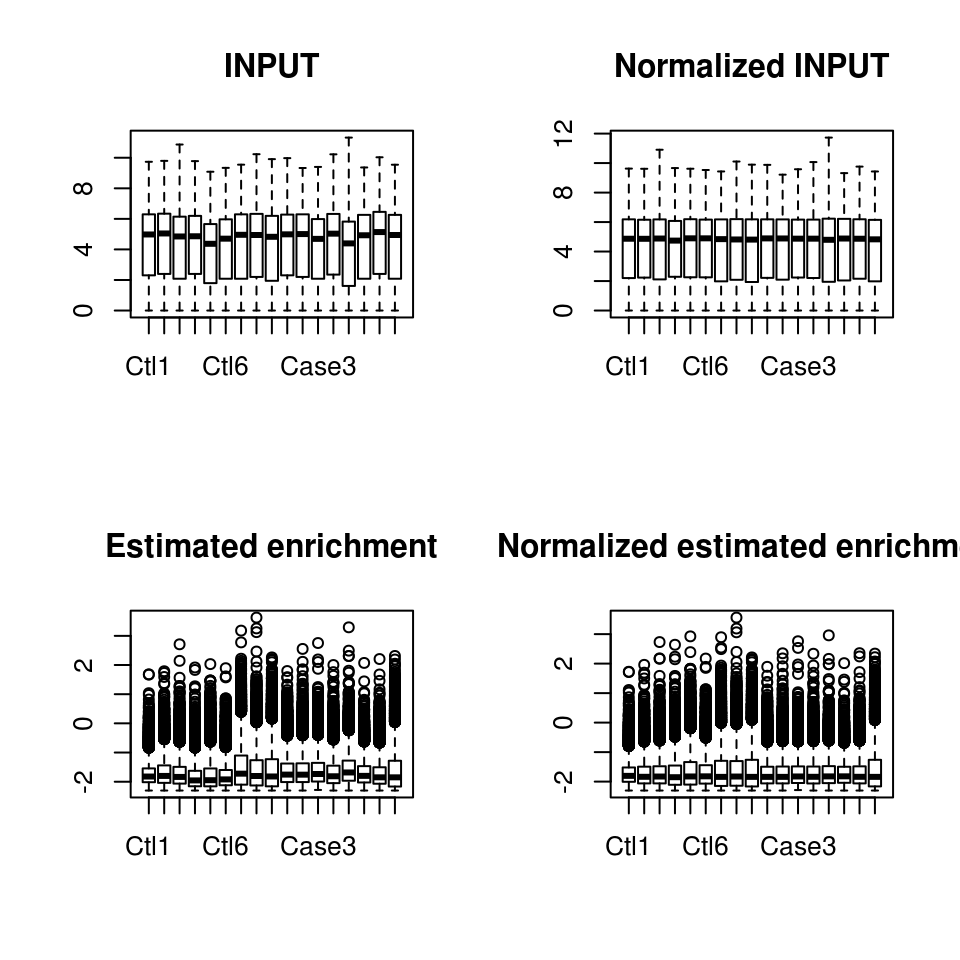 INPUT
12
8
4
0
Ctl1 Ctl6 Case3
Normalized INPUT
8
4
0
Ctl1 Ctl6 Case3
Estimated enrichment
2
0
-2
Ctl1 Ctl6 Case3
Normalized estimated enrichm
2
0
-2
Ctl1 Ctl6 Case3